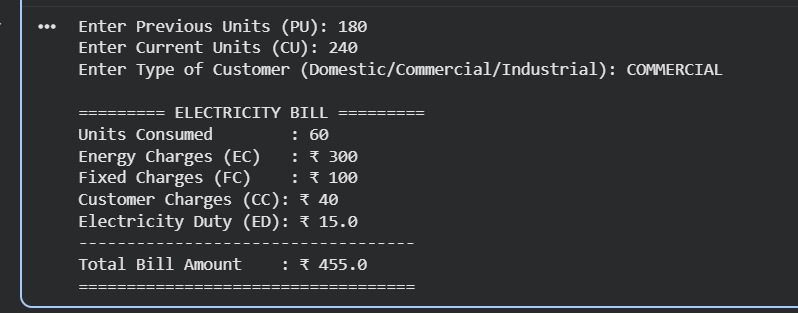 Enter Previous Units (PU): 180
Enter Current Units (CU): 240
Enter Type of Customer (Domestic/Commercial/Industrial): COMMERCIAL
========= ELECTRICITY BILL =========
Units Consumed        : 60
Energy Charges (EC)   : ₹ 300
Fixed Charges (FC)    : ₹ 100
Customer Charges (CC): ₹ 40
Electricity Duty (ED): ₹ 15.0
-----------------------------------
Total Bill Amount    : ₹ 455.0
===================================